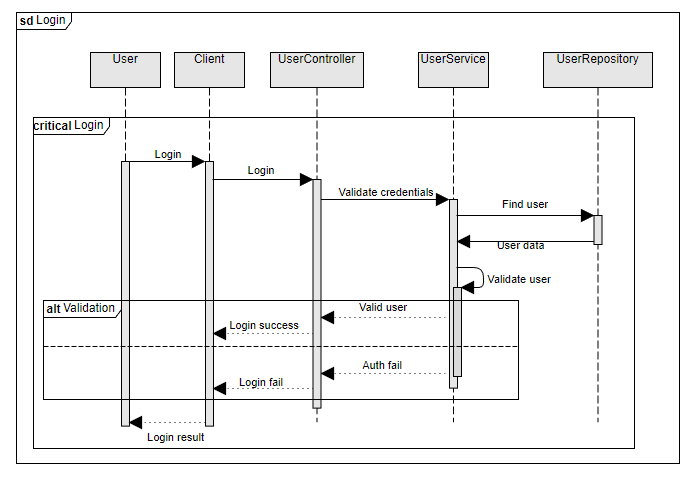 sd Login
User
Client
UserController
UserService
UserRepository
critical Login
Login
Login
Validate credentials
Find user
User data
Validate user
alt Validation
Valid user
Login success
Auth fail
Login fail
Login result